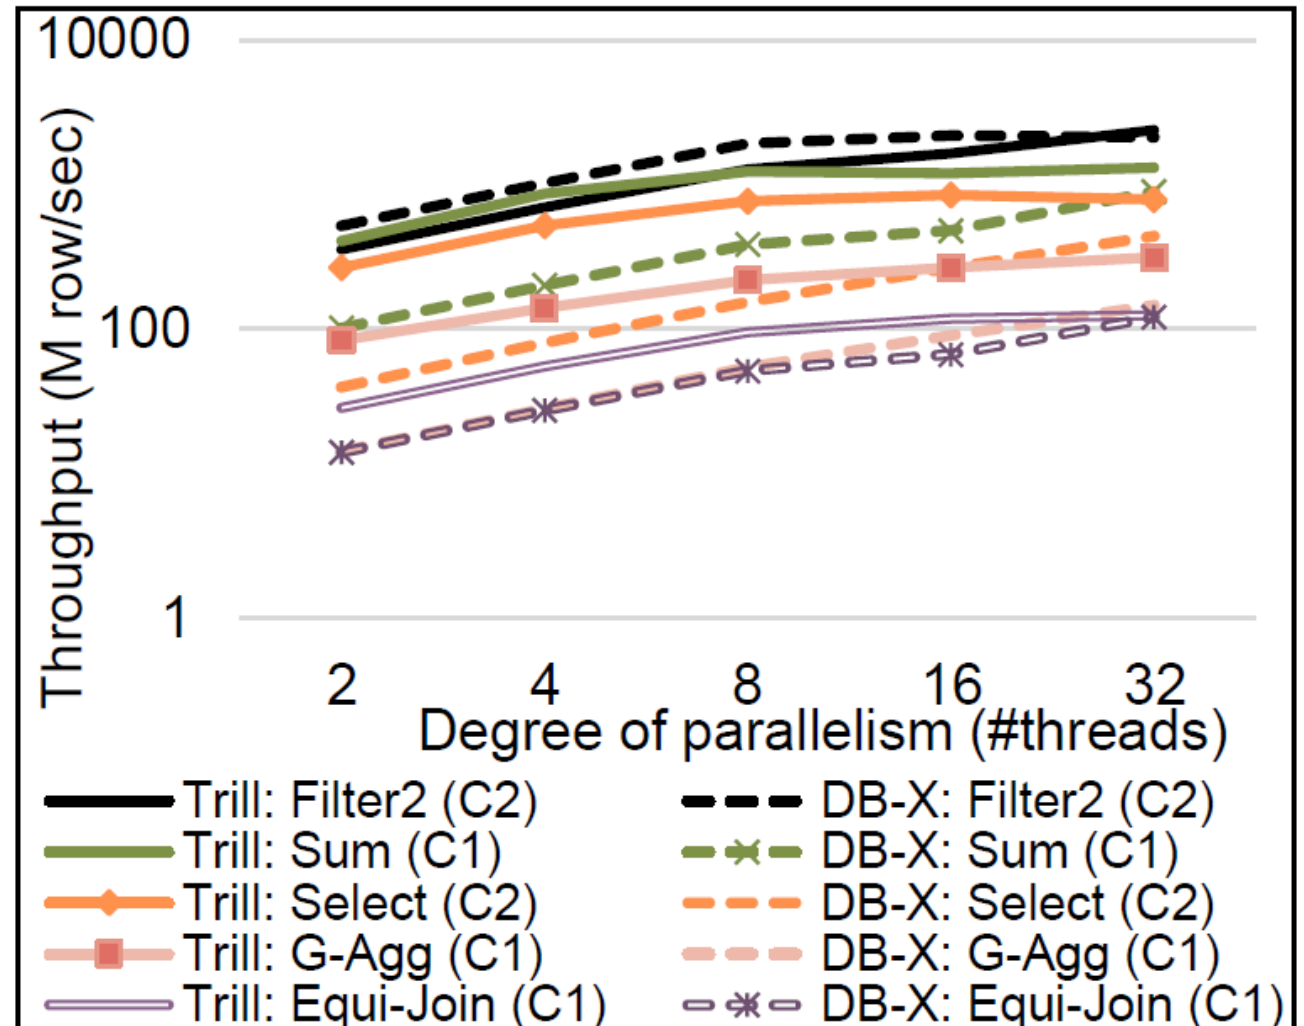 10000
100
1
Throughput (M row/sec)
2 4 8 16 32
Degree of parallelism (#threads)
Trill: Filter2 (C2) DB-X: Filter2 (C2)
Trill: Sum (C1) DB-X: Sum (C1)
Trill: Select (C2) DB-X: Select (C2)
Trill: G-Agg (C1) DB-X: G-Agg (C1)
Trill: Equi-Join (C1) DB-X: Equi-Join (C1)